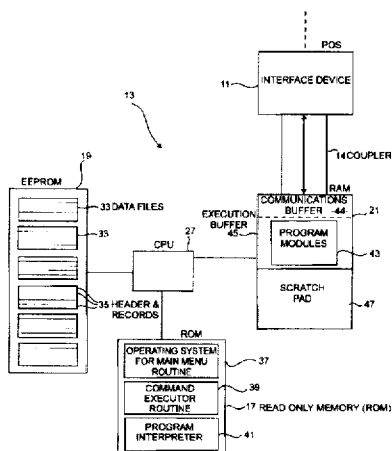 POS
11
INTERFACE DEVICE
13
14 COUPLER
EEPROM
19
RAM
COMMUNICATIONS
BUFFER 44
21
33 DATA FILES
EXECUTION
BUFFER
45
27
CPU
PROGRAM
MODULES
43
33
SCRATCH
PAD
47
35
HEADER &
RECORDS
ROM
OPERATING SYSTEM
FOR MAIN MENU
ROUTINE
37
COMMAND
EXECUTOR
ROUTINE
39
17 READ ONLY MEMORY (ROM)
PROGRAM
INTERPRETER
41